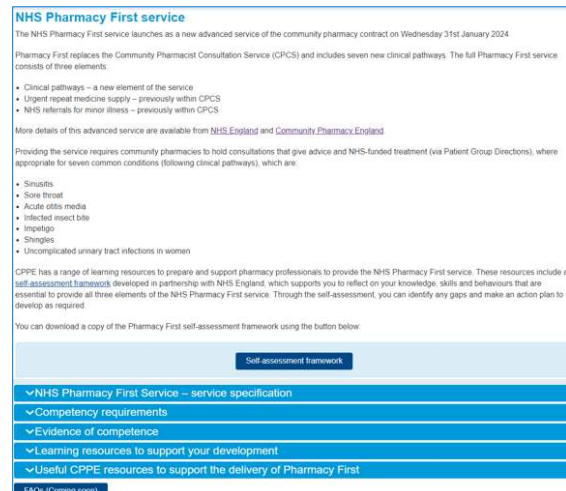 NHS Pharmacy First service
The NHS Pharmacy First service launches as a new advanced service of the community pharmacy contract on Wednesday 31st January 2024
Pharmacy First replaces the Community Pharmacist Consultation Service (CPCS) and includes seven new clinical pathways. The full Pharmacy First service
consists of three elements:
• Clinical pathways – a new element of the service
• Urgent repeat medicine supply – previously within CPCS
• NHS referrals for minor illness – previously within CPCS
More details of this advanced service are available from NHS England and Community Pharmacy England.
Providing the service requires community pharmacies to hold consultations that give advice and NHS-funded treatment (via Patient Group Directions), where
appropriate for seven common conditions (following clinical pathways), which are:
• Sinusitis
• Sore throat
• Acute otitis media
• Infected insect bite
• Impetigo
• Shingles
• Uncomplicated urinary tract infections in women
CPPE has a range of learning resources to prepare and support pharmacy professionals to provide the NHS Pharmacy First service. These resources include a
self-assessment framework developed in partnership with NHS England, which supports you to reflect on your knowledge, skills and behaviours that are
essential to provide all three elements of the NHS Pharmacy First service. Through the self-assessment, you can identify any gaps and make an action plan to
develop as required.
You can download a copy of the Pharmacy First self-assessment framework using the button below:
Self-assessment framework
NHS Pharmacy First Service – service specification
Competency requirements
Evidence of competence
Learning resources to support your development
Useful CPPE resources to support the delivery of Pharmacy First
FAQs (Coming soon)